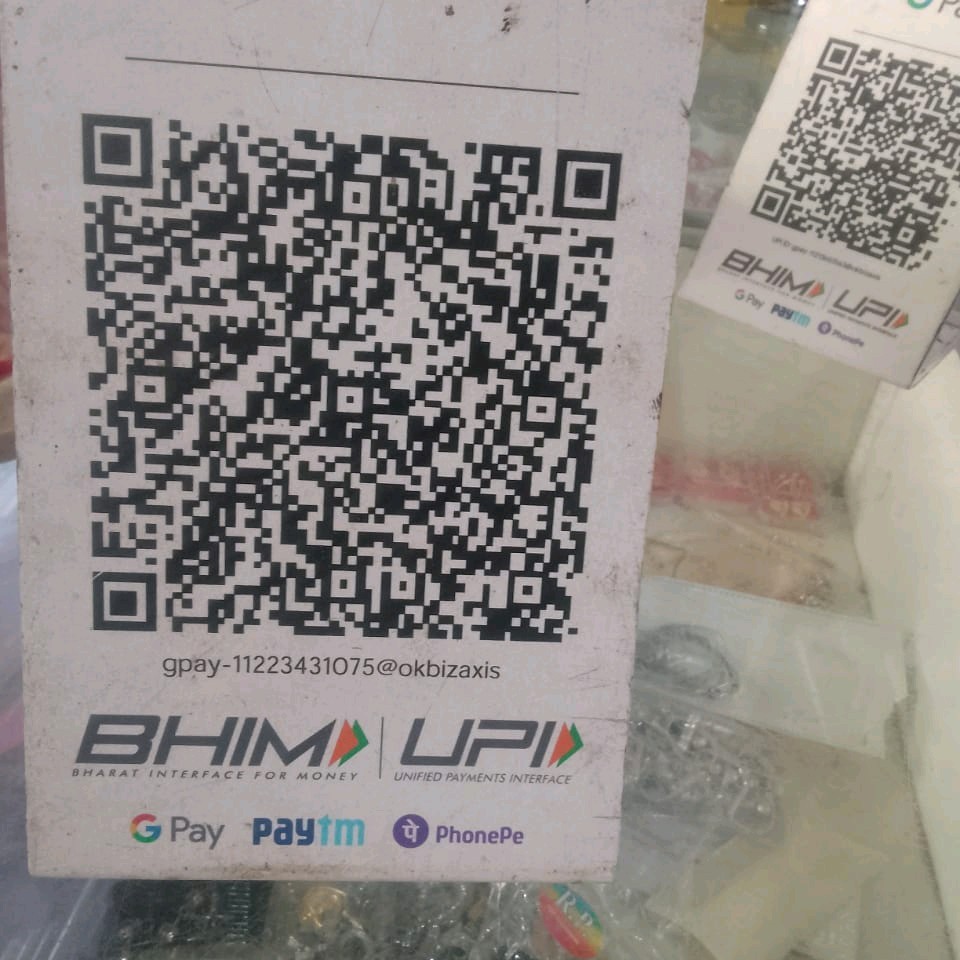 gpay-11223431075@okbizaxis
BHIM UPI
BHARAT INTERFACE FOR MONEY UNIFIED PAYMENTS INTERFACE
G Pay paytm पे PhonePe
BHIM UPI
G Pay paytm पे PhonePe